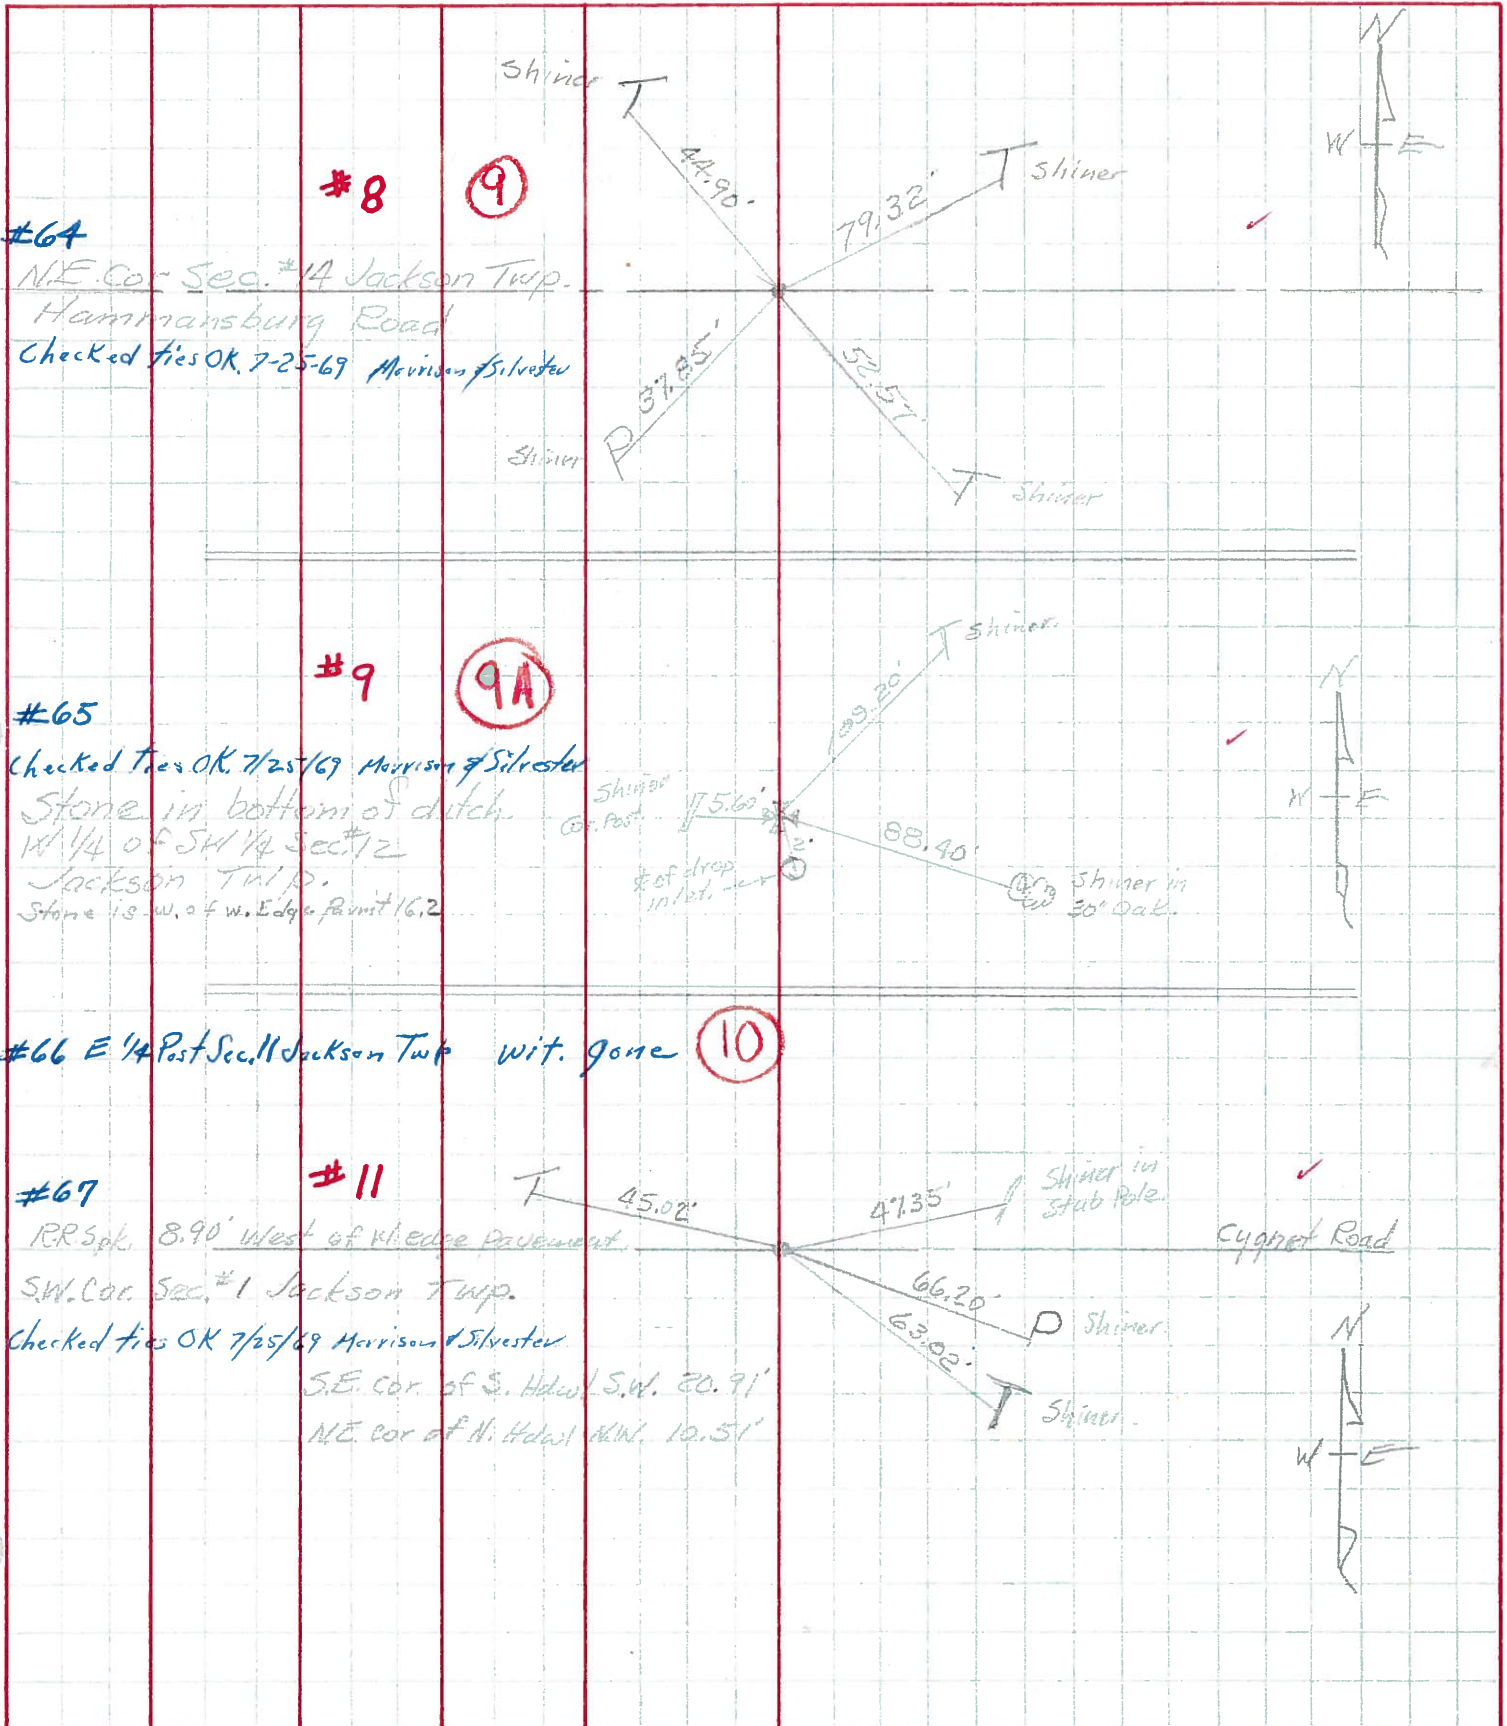 N
W E
Shiner T
44.90'
T Shiner
79.32'
#8 9
#64
N.E. Cor Sec. #14 Jackson Twp.
Hammansburg Road
Checked ties OK. 7-25-69 Morrison & Silvester
37.85'
52.57'
Shiner P
T Shiner
#9 9A
T Shiner.
N
W E
#65
Checked ties OK. 7/25/69 Morrison & Silvester
Stone in bottom of ditch
W 1/4 of SW 1/4 Sec. #12
Jackson Twp.
Stone is w. of w. Edge Pavmt 16.2
09.20'
Shiner
Cor. Post.
5.60'
2'
88.40'
of drop
inlet.
Shiner in
30" Oak.
#66 E 1/4 Post Sec. 11 Jackson Twp wit. gone 10
#67 #11
T 45.02'
47.35'
Shiner in
Stub Pole.
Cygnet Road
R.R. Spk. 8.90' West of W. edge pavement.
S.W. Cor. Sec. #1 Jackson Twp.
Checked ties OK 7/25/69 Morrison & Silvester
66.20'
P Shiner.
63.02'
T Shiner.
S.E. Cor. of S. Hdwl S.W. 20.91'
N.E. cor of N. Hdwl N.W. 10.51'
N
W E